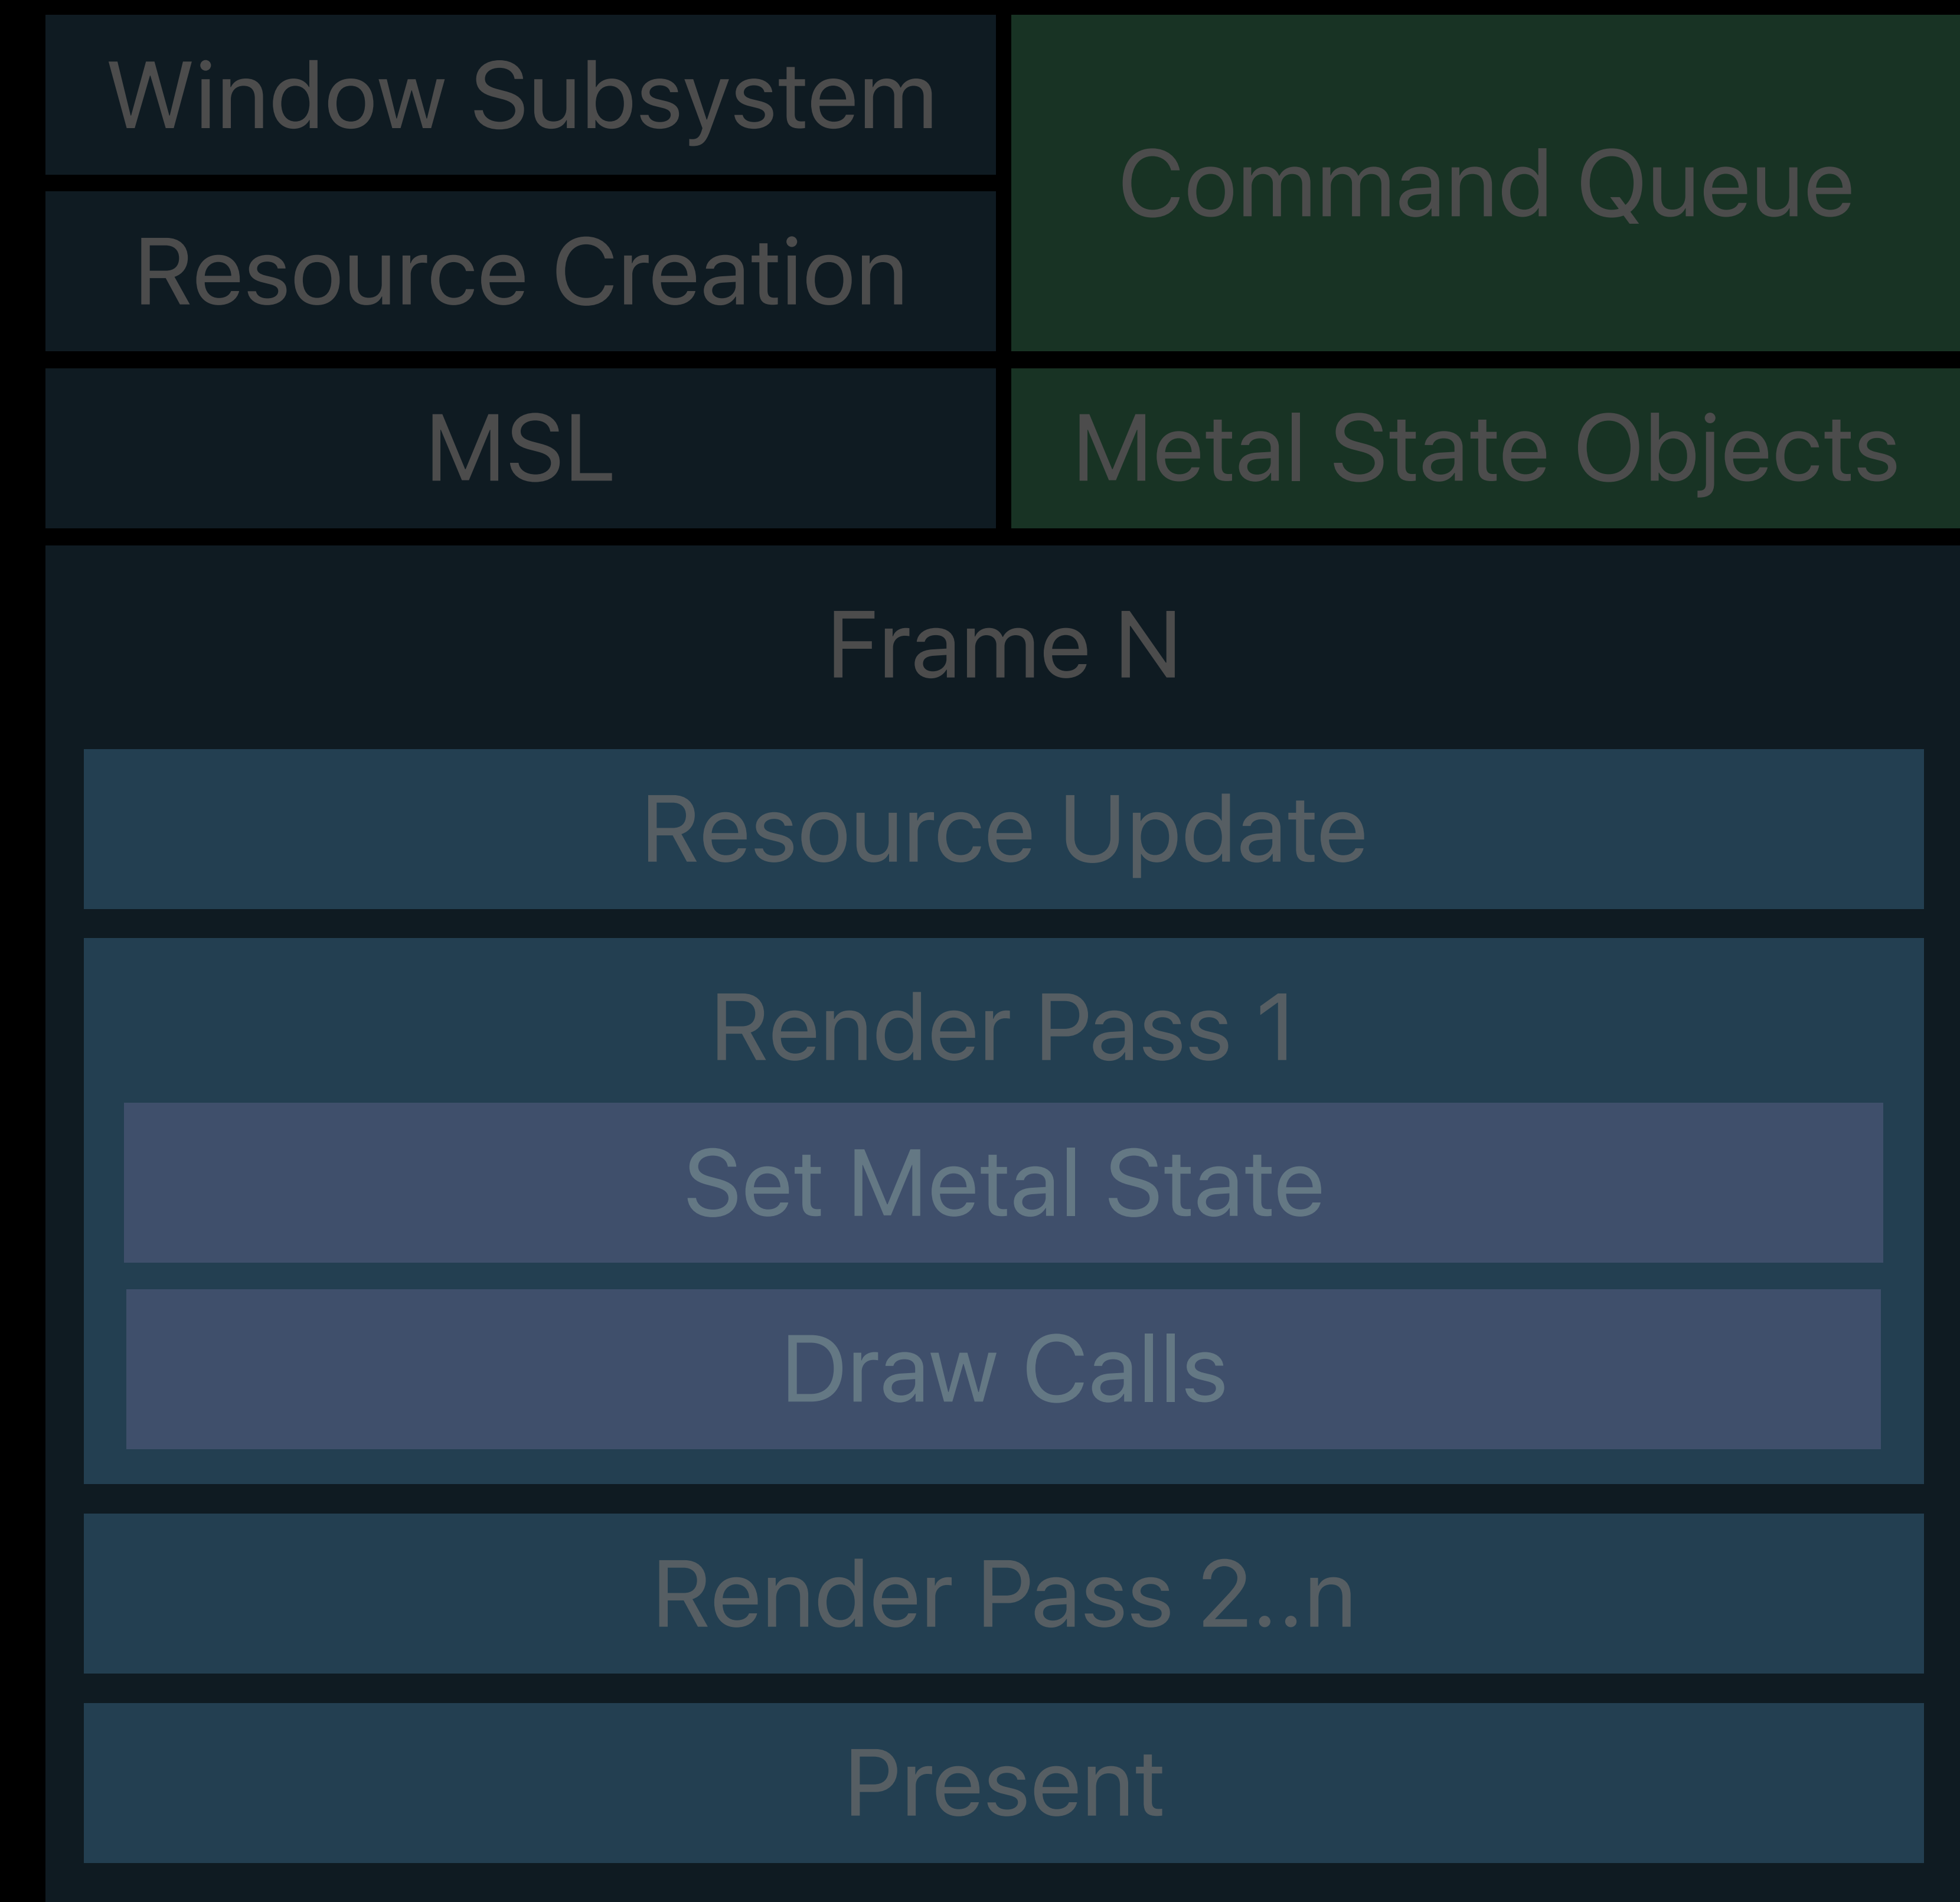 Window Subsystem
Command Queue
Resource Creation
MSL
Metal State Objects
Frame N
Resource Update
Render Pass 1
Set Metal State
Draw Calls
Render Pass 2..n
Present